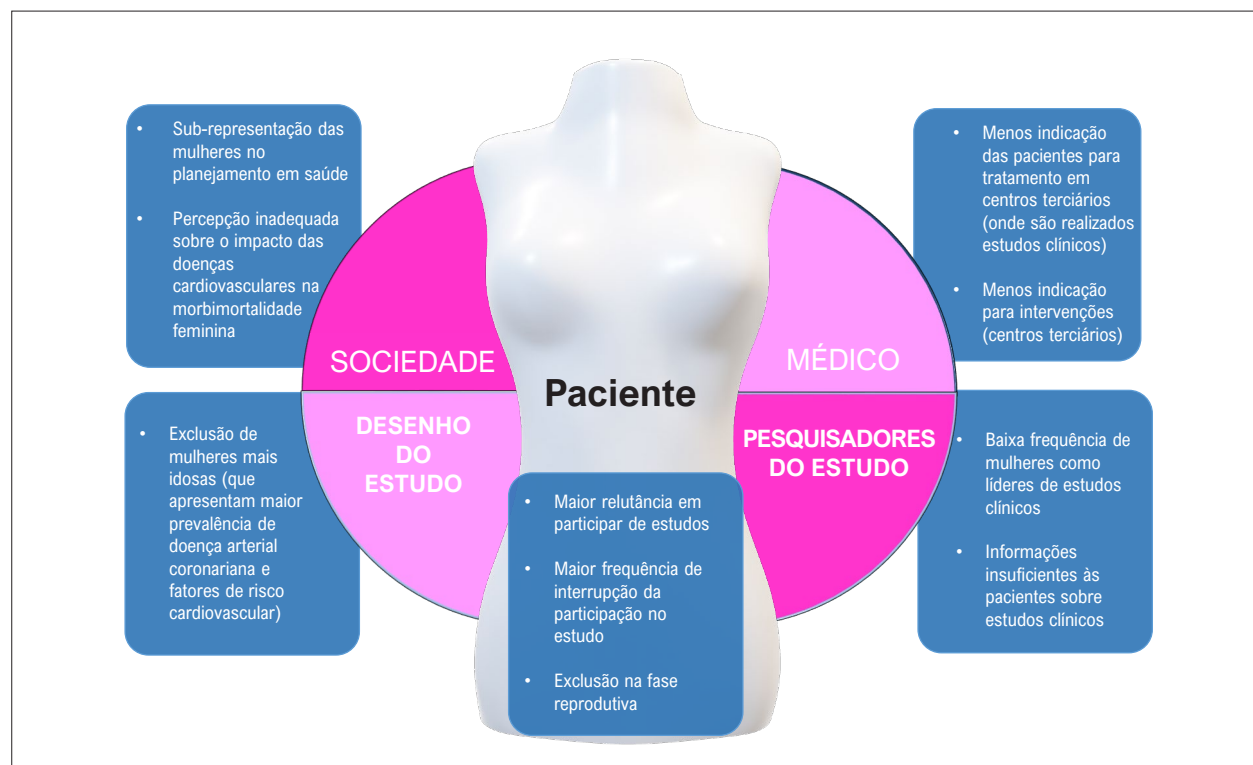 • Sub-representação das
mulheres no
planejamento em saúde
• Percepção inadequada
sobre o impacto das
doenças
cardiovasculares na
morbimortalidade
feminina
SOCIEDADE
• Menos indicação
das pacientes para
tratamento em
centros terciários
(onde são realizados
estudos clínicos)
• Menos indicação
para intervenções
(centros terciários)
MÉDICO
Paciente
• Exclusão de
mulheres mais
idosas (que
apresentam maior
prevalência de
doença arterial
coronariana e
fatores de risco
cardiovascular)
DESENHO
DO
ESTUDO
• Maior relutância em
participar de estudos
• Maior frequência de
interrupção da
participação no
estudo
• Exclusão na fase
reprodutiva
PESQUISADORES
DO ESTUDO
• Baixa frequência de
mulheres como
líderes de estudos
clínicos
• Informações
insuficientes às
pacientes sobre
estudos clínicos